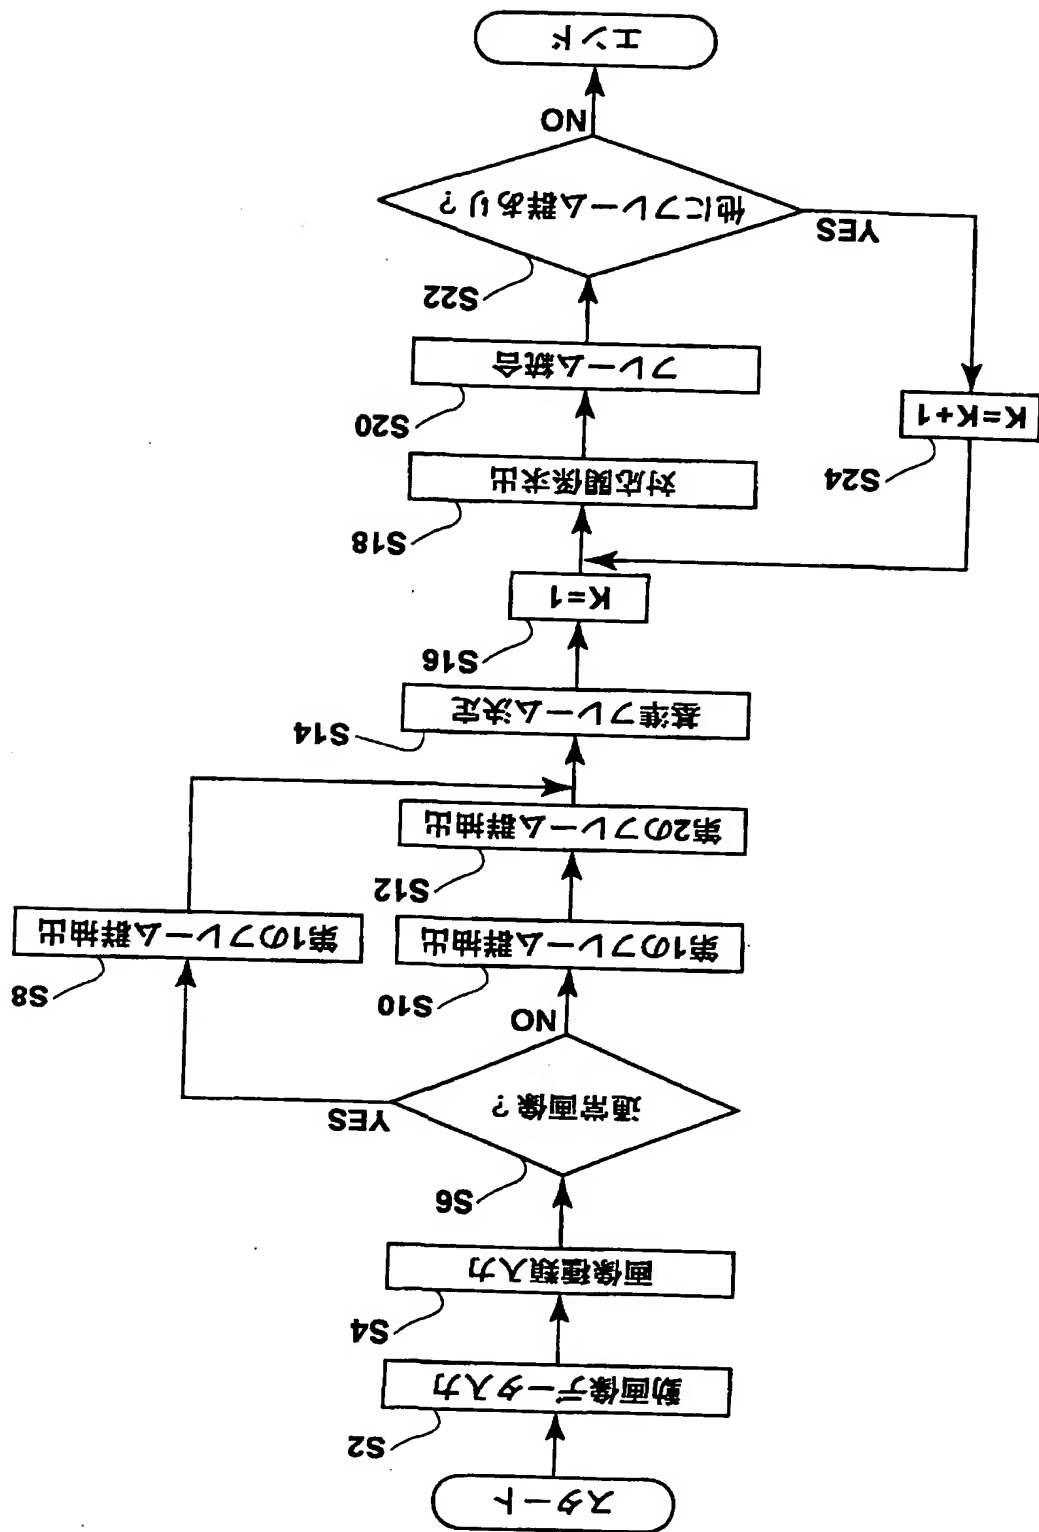 スタート
S2
動画像データ入力
S4
画像種類入力
S6
通常画像？
YES
NO
S8
第1のフレーム群抽出
S10
第1のフレーム群抽出
S12
第2のフレーム群抽出
S14
基準フレーム決定
S16
K=1
S18
対応関係求出
S20
フレーム統合
S22
他にフレーム群あり？
YES
S24
K=K+1
NO
エンド